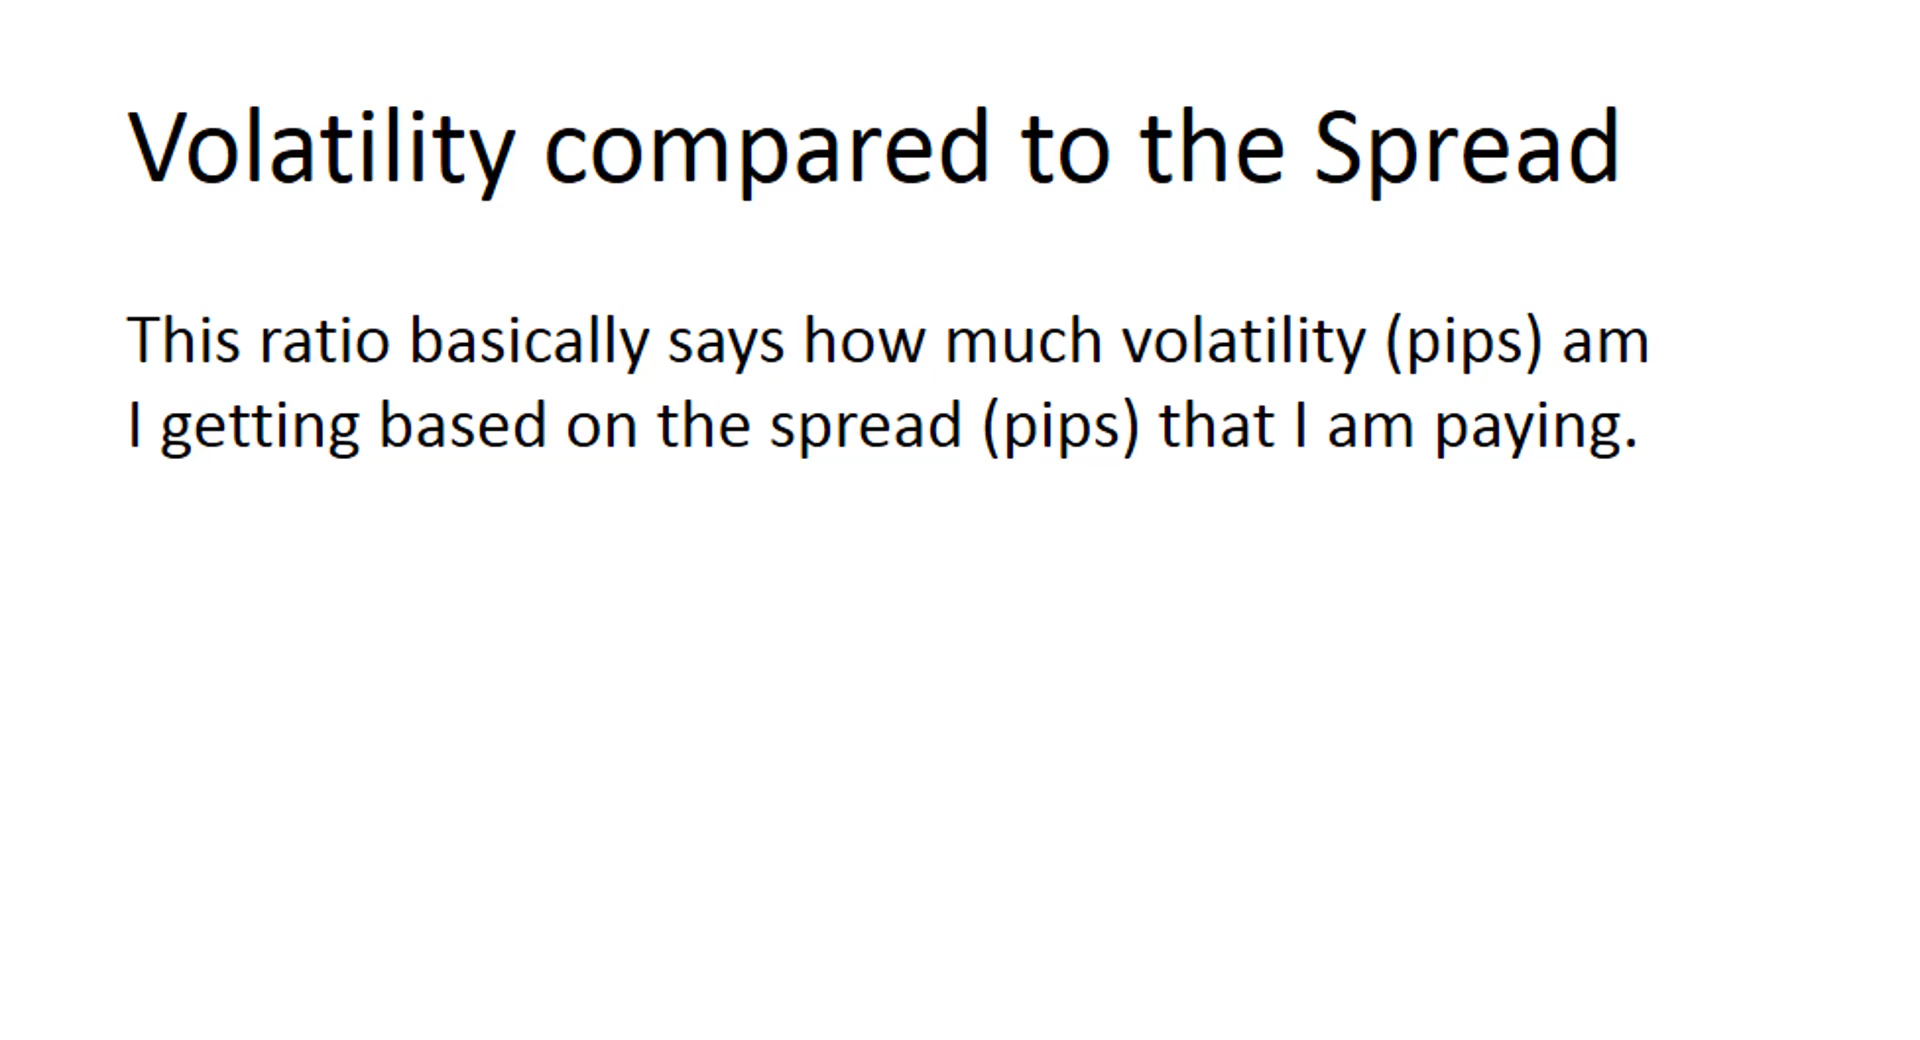 Volatility compared to the Spread
This ratio basically says how much volatility (pips) am
I getting based on the spread (pips) that I am paying.